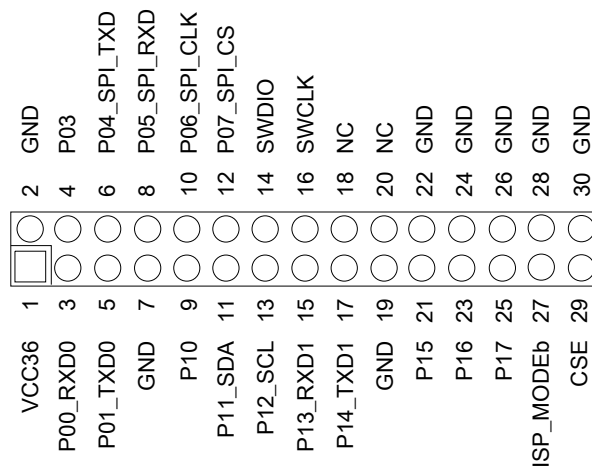 GND
P03
P04_SPI_TXD
P05_SPI_RXD
P06_SPI_CLK
P07_SPI_CS
SWDIO
SWCLK
NC
NC
GND
GND
GND
GND
GND
2 4 6 8 10 12 14 16 18 20 22 24 26 28 30
1 3 5 7 9 11 13 15 17 19 21 23 25 27 29
VCC36
P00_RXD0
P01_TXD0
GND
P10
P11_SDA
P12_SCL
P13_RXD1
P14_TXD1
GND
P15
P16
P17
ISP_MODEb
CSE